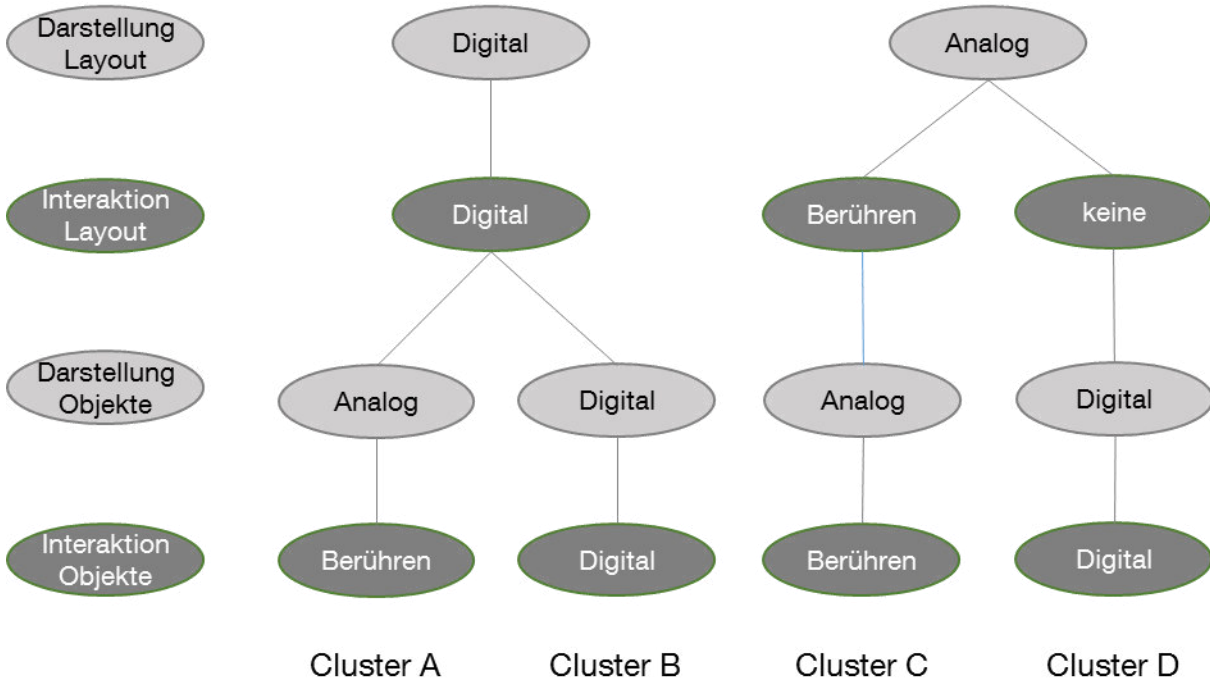 Darstellung
Layout
Digital
Analog
Interaktion
Layout
Digital
Berühren
keine
Darstellung
Objekte
Analog
Digital
Analog
Digital
Interaktion
Objekte
Berühren
Digital
Berühren
Digital
Cluster A
Cluster B
Cluster C
Cluster D